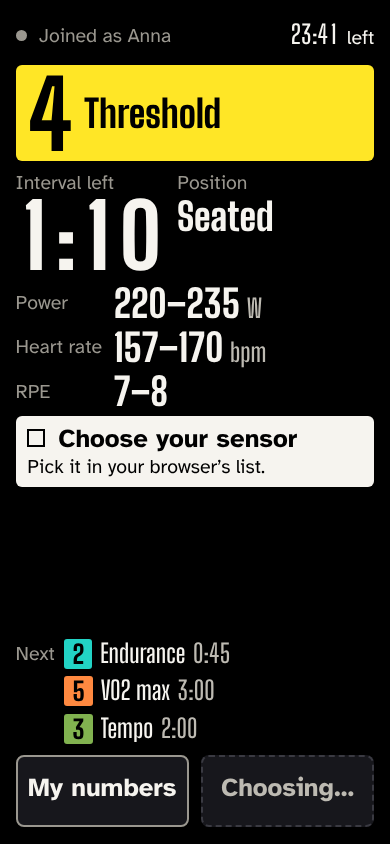 Joined as Anna 23:41 left
4 Threshold
Interval left Position
1:10 Seated
Power 220–235 W
Heart rate 157–170 bpm
RPE 7–8
Choose your sensor
Pick it in your browser’s list.
Next 2 Endurance 0:45
5 VO2 max 3:00
3 Tempo 2:00
My numbers Choosing…